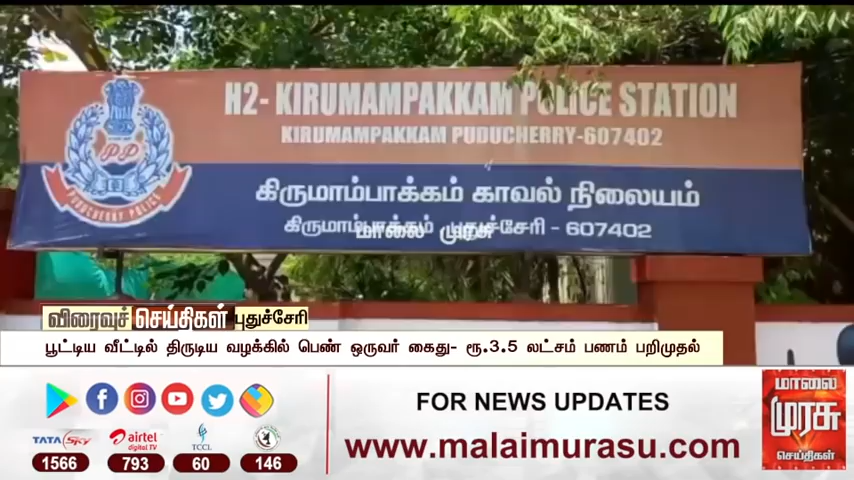 H2- KIRUMAMPAKKAM POLICE STATION
KIRUMAMPAKKAM PUDUCHERRY-607402
PP
PUDUCHERRY POLICE
கிருமாம்பாக்கம் காவல் நிலையம்
கிருமாம்பாக்கம் புதுச்சேரி - 607402
மாலை முரசு
விரைவுச் செய்திகள் புதுச்சேரி
பூட்டிய வீட்டில் திருடிய வழக்கில் பெண் ஒருவர் கைது- ரூ.3.5 லட்சம் பணம் பறிமுதல்
FOR NEWS UPDATES
www.malaimurasu.com
TATA SKY
1566
airtel
digital TV
793
TCCL
60
146
மாலை
முரசு
செய்திகள்